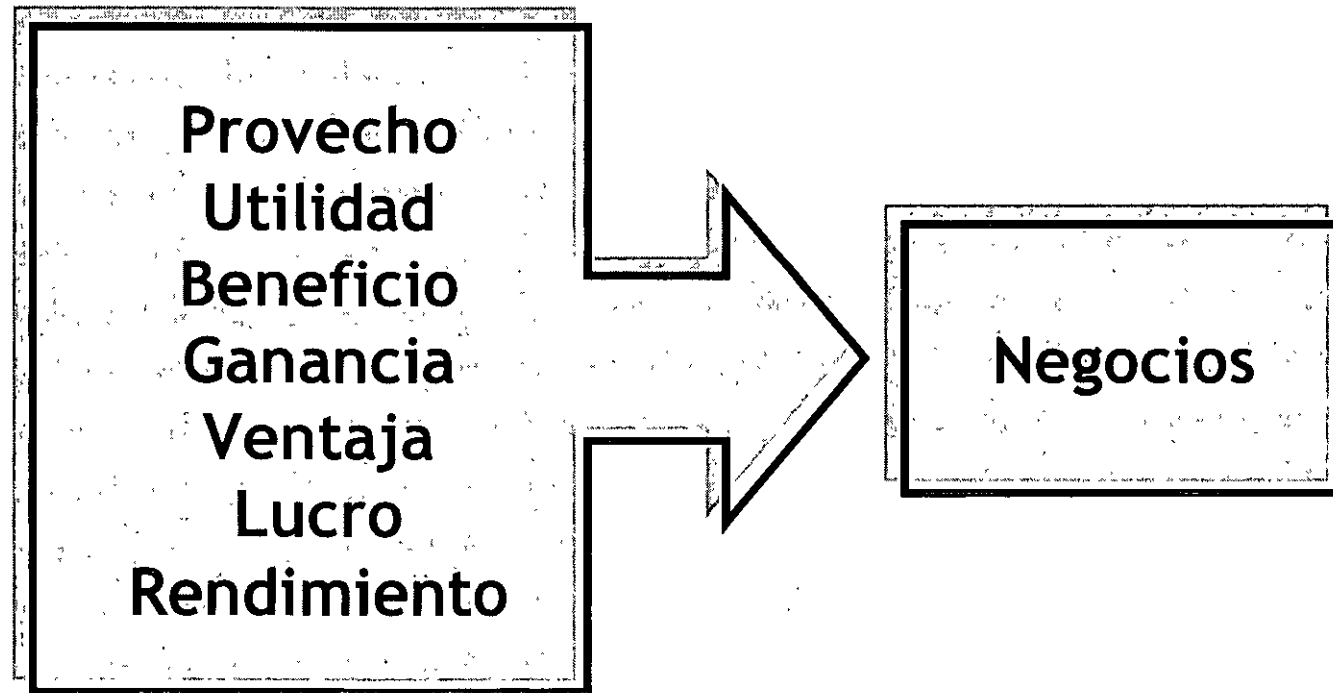 Provecho
Utilidad
Beneficio
Ganancia
Ventaja
Lucro
Rendimiento
Negocios